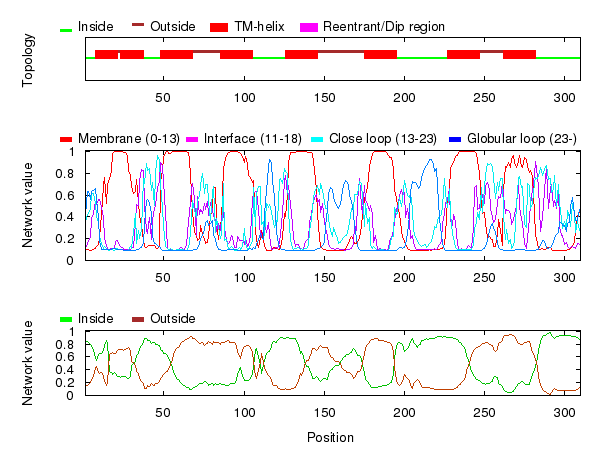 Inside Outside TM-helix Reentrant/Dip region
Topology
50 100 150 200 250 300
Membrane (0-13) Interface (11-18) Close loop (13-23) Globular loop (23-)
Network value
1
0.8
0.6
0.4
0.2
0
50 100 150 200 250 300
Inside Outside
Network value
1
0.8
0.6
0.4
0.2
0
50 100 150 200 250 300
Position